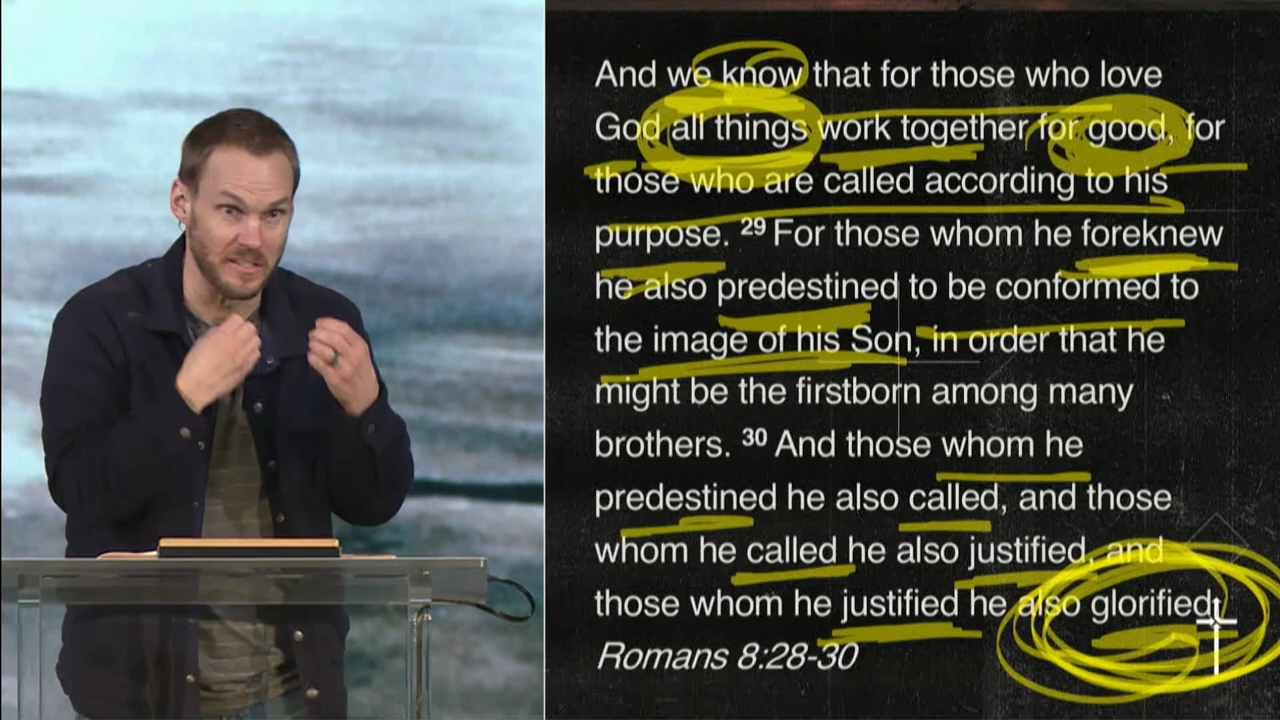 And we know that for those who love
God all things work together for good, for
those who are called according to his
purpose. 29 For those whom he foreknew
he also predestined to be conformed to
the image of his Son, in order that he
might be the firstborn among many
brothers. 30 And those whom he
predestined he also called, and those
whom he called he also justified, and
those whom he justified he also glorified.
Romans 8:28-30